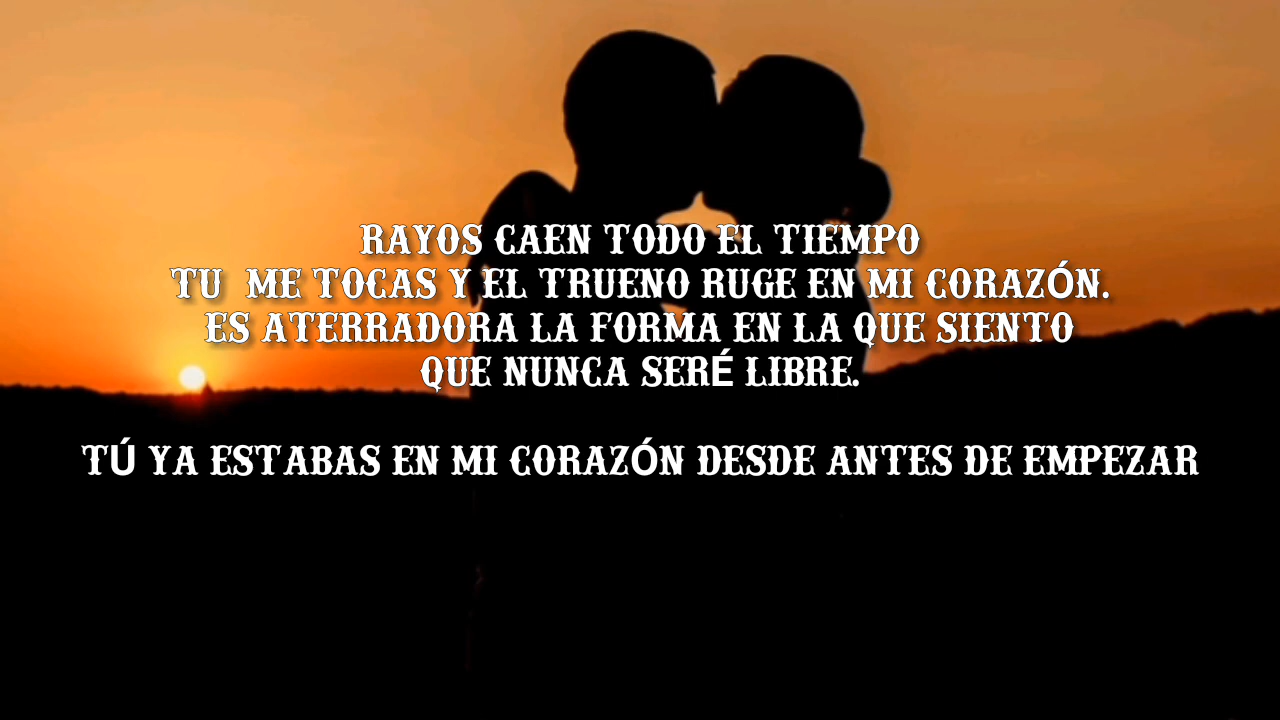 RAYOS CAEN TODO EL TIEMPO
TU ME TOCAS Y EL TRUENO RUGE EN MI CORAZÓN.
ES ATERRADORA LA FORMA EN LA QUE SIENTO
QUE NUNCA SERÉ LIBRE.
TÚ YA ESTABAS EN MI CORAZÓN DESDE ANTES DE EMPEZAR